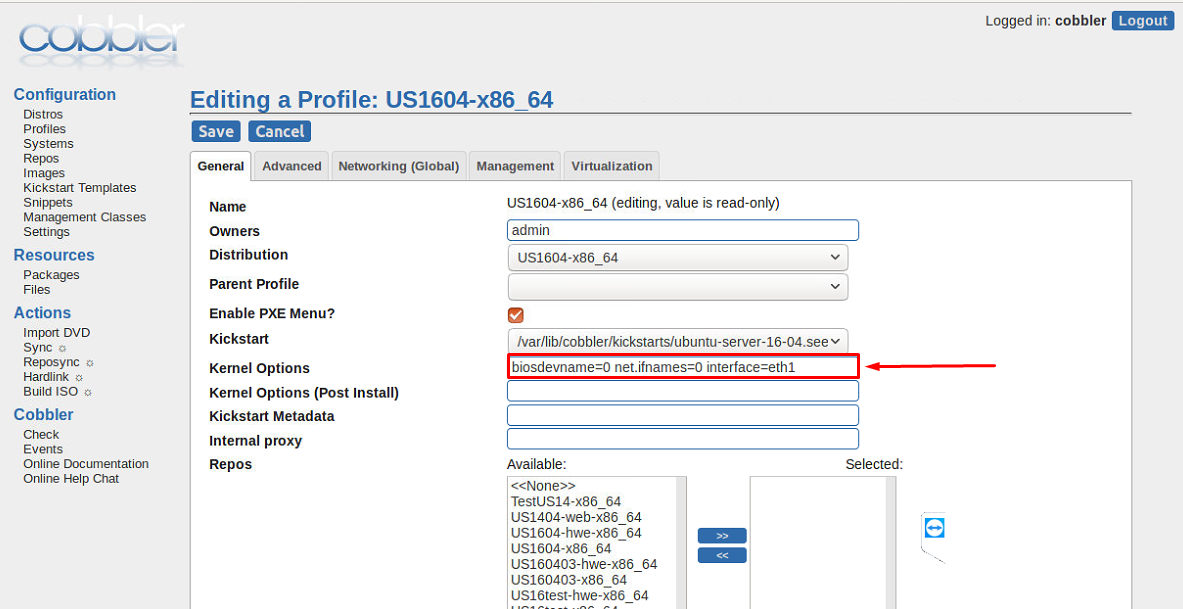 cobbler
Logged in: cobbler Logout
Configuration
Distros
Profiles
Systems
Repos
Images
Kickstart Templates
Snippets
Management Classes
Settings
Resources
Packages
Files
Actions
Import DVD
Sync ☼
Reposync ☼
Hardlink ☼
Build ISO ☼
Cobbler
Check
Events
Online Documentation
Online Help Chat
Editing a Profile: US1604-x86_64
Save Cancel
General Advanced Networking (Global) Management Virtualization
Name US1604-x86_64 (editing, value is read-only)
Owners admin
Distribution US1604-x86_64
Parent Profile
Enable PXE Menu?
Kickstart /var/lib/cobbler/kickstarts/ubuntu-server-16-04.see
Kernel Options biosdevname=0 net.ifnames=0 interface=eth1
Kernel Options (Post Install)
Kickstart Metadata
Internal proxy
Repos Available: Selected:
<<None>>
TestUS14-x86_64
US1404-web-x86_64
US1604-hwe-x86_64
US1604-x86_64
US160403-hwe-x86_64
US160403-x86_64
US16test-hwe-x86_64
US16test-x86_64
>>
<<